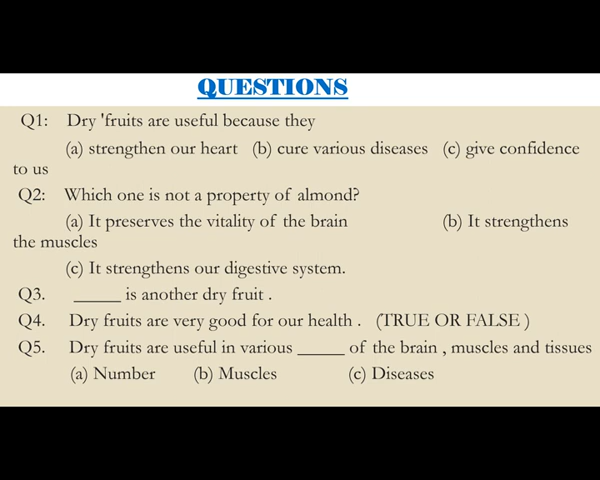 QUESTIONS
Q1: Dry 'fruits are useful because they
(a) strengthen our heart (b) cure various diseases (c) give confidence
to us
Q2: Which one is not a property of almond?
(a) It preserves the vitality of the brain (b) It strengthens
the muscles
(c) It strengthens our digestive system.
Q3. _____ is another dry fruit .
Q4. Dry fruits are very good for our health . (TRUE OR FALSE )
Q5. Dry fruits are useful in various _____ of the brain , muscles and tissues
(a) Number (b) Muscles (c) Diseases